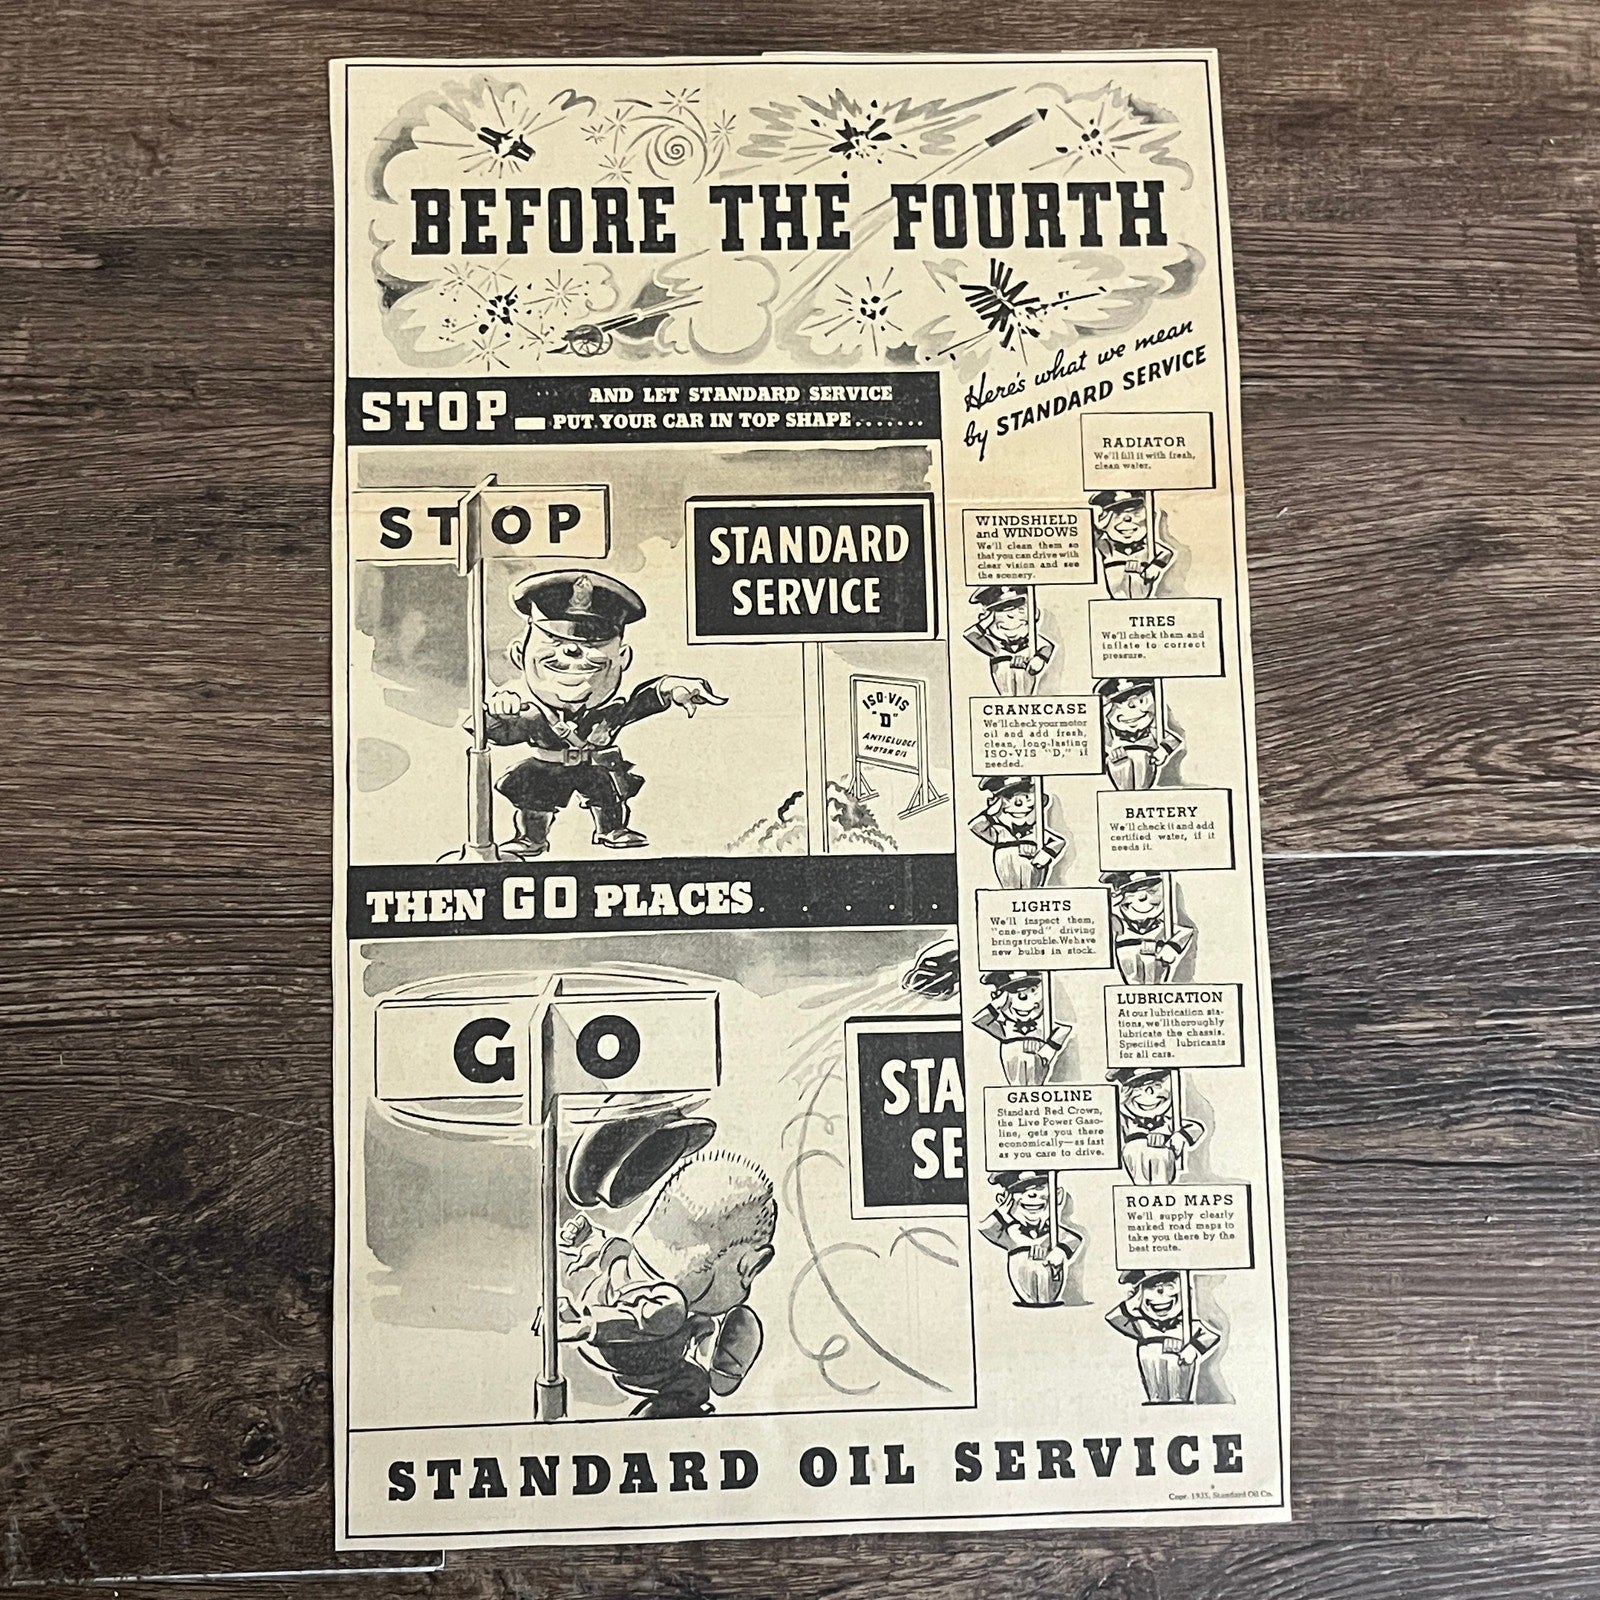 BEFORE THE FOURTH
STOP AND LET STANDARD SERVICE
PUT YOUR CAR IN TOP SHAPE.......
STOP
STANDARD
SERVICE
ISO-VIS
"D"
ANTISLUDGE
MOTOR OIL
THEN GO PLACES. . . . . .
GO
STA
SE
Here's what we mean
by STANDARD SERVICE
RADIATOR
We'll fill it with fresh,
clean water.
WINDSHIELD
and WINDOWS
We'll clean them so
that you can drive with
clear vision and see
the scenery.
TIRES
We'll check them and
inflate to correct
pressure.
CRANKCASE
We'll check your motor
oil and add fresh,
clean, long-lasting
ISO-VIS "D," if
needed.
BATTERY
We'll check it and add
certified water, if it
needs it.
LIGHTS
We'll inspect them,
"one-eyed" driving
brings trouble. We have
new bulbs in stock.
LUBRICATION
At our lubrication sta-
tions, we'll thoroughly
lubricate the chassis.
Specified lubricants
for all cars.
GASOLINE
Standard Red Crown,
the Live Power Gaso-
line, gets you there
economically—as fast
as you care to drive.
ROAD MAPS
We'll supply clearly
marked road maps to
take you there by the
best route.
STANDARD OIL SERVICE
Copr. 1935, Standard Oil Co.